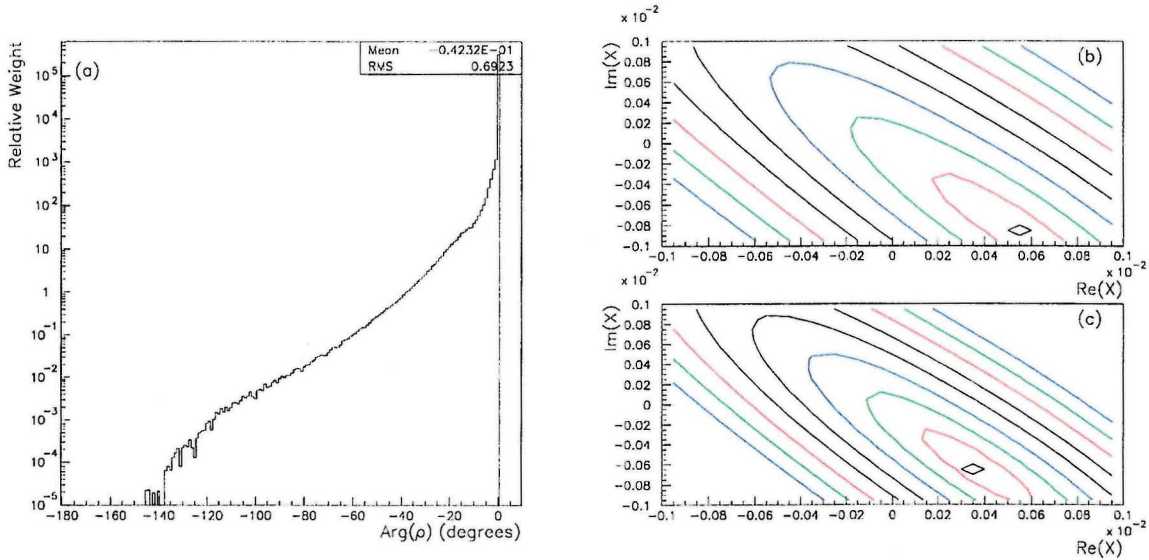 (a)
Mean -0.4232E-01
RMS 0.6923
Relative Weight
10^5
10^4
10^3
10^2
10
1
10^-1
10^-2
10^-3
10^-4
10^-5
-180 -160 -140 -120 -100 -80 -60 -40 -20 0
Arg(ρ) (degrees)
x 10^-2
(b)
Im(X)
0.1
0.08
0.06
0.04
0.02
0
-0.02
-0.04
-0.06
-0.08
-0.1
-0.1 -0.08 -0.06 -0.04 -0.02 0 0.02 0.04 0.06 0.08 0.1
x 10^-2
Re(X)
x 10^-2
(c)
Im(X)
0.1
0.08
0.06
0.04
0.02
0
-0.02
-0.04
-0.06
-0.08
-0.1
-0.1 -0.08 -0.06 -0.04 -0.02 0 0.02 0.04 0.06 0.08 0.1
x 10^-2
Re(X)